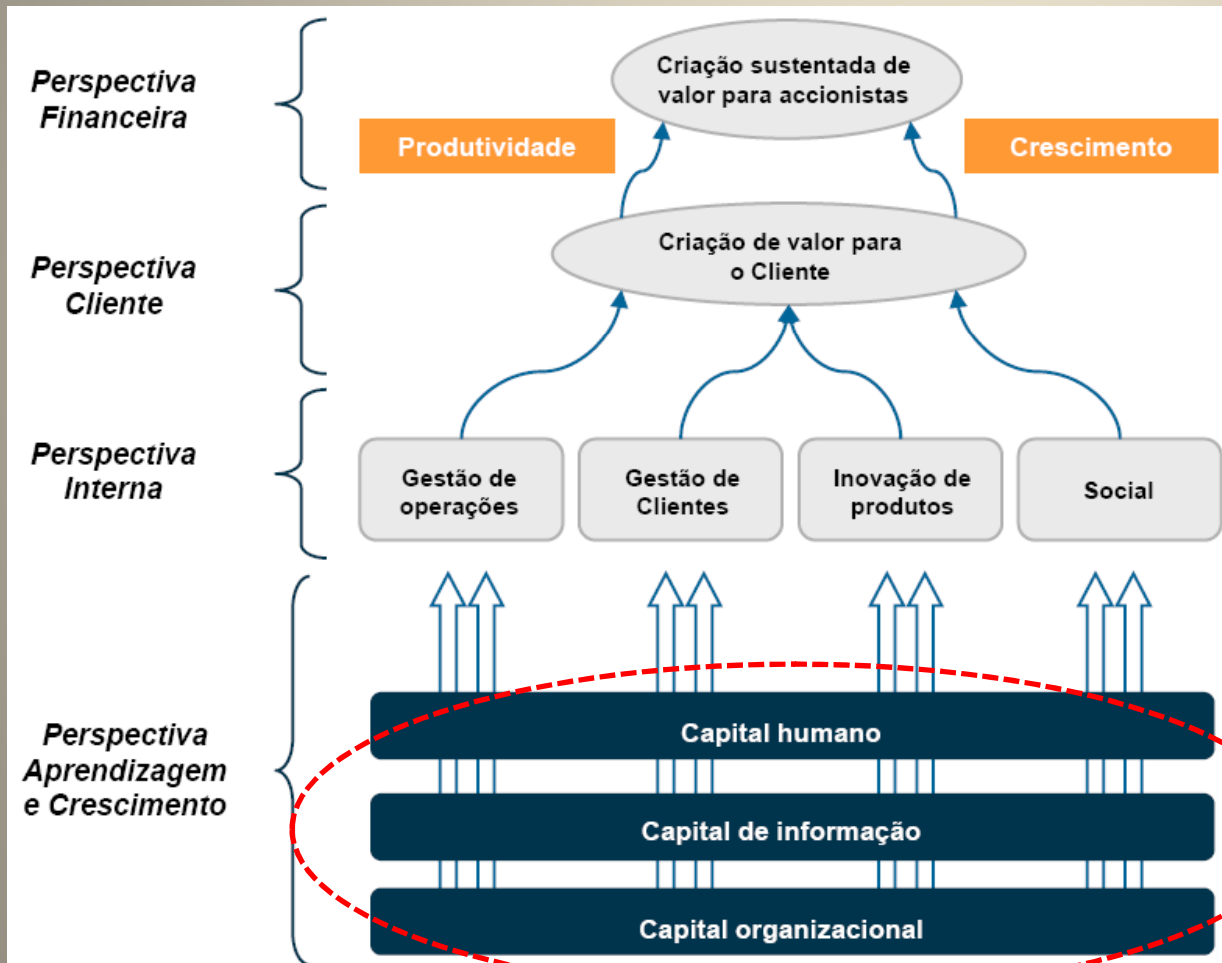 Perspectiva
Financeira
Criação sustentada de
valor para accionistas
Produtividade
Crescimento
Perspectiva
Cliente
Criação de valor para
o Cliente
Perspectiva
Interna
Gestão de
operações
Gestão de
Clientes
Inovação de
produtos
Social
Perspectiva
Aprendizagem
e Crescimento
Capital humano
Capital de informação
Capital organizacional